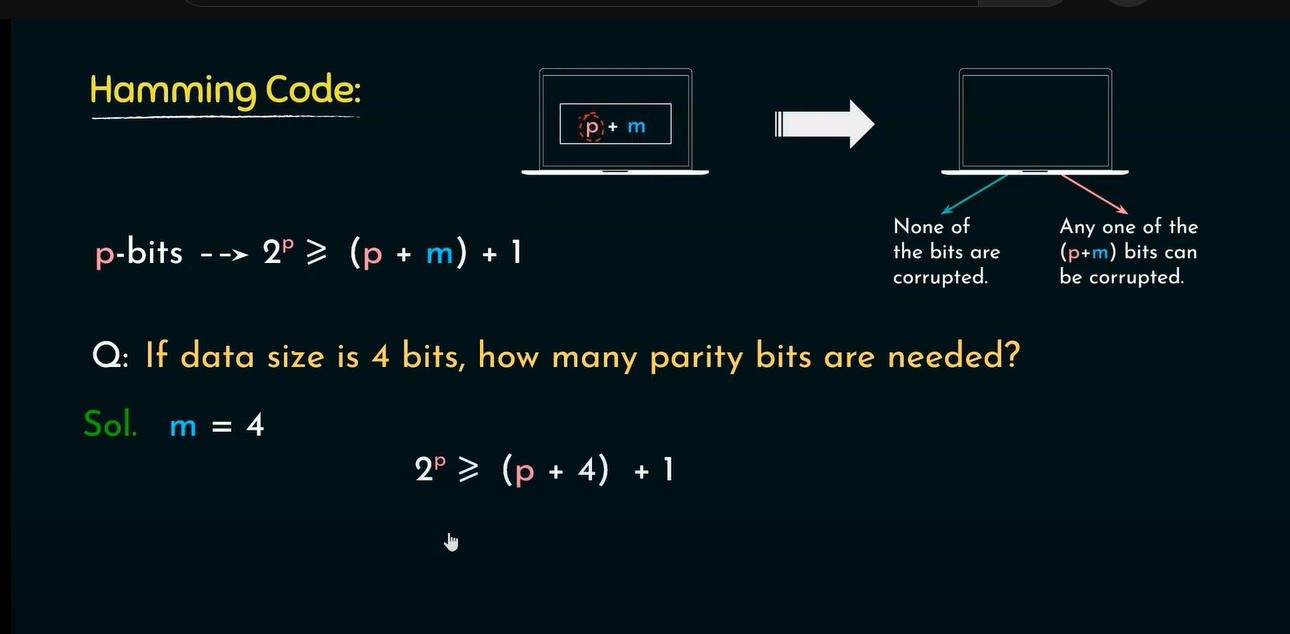 Hamming Code:
p + m
None of
the bits are
corrupted.
Any one of the
(p+m) bits can
be corrupted.
p-bits --> 2ᵖ ⩾ (p + m) + 1
Q: If data size is 4 bits, how many parity bits are needed?
Sol. m = 4
2ᵖ ⩾ (p + 4) + 1